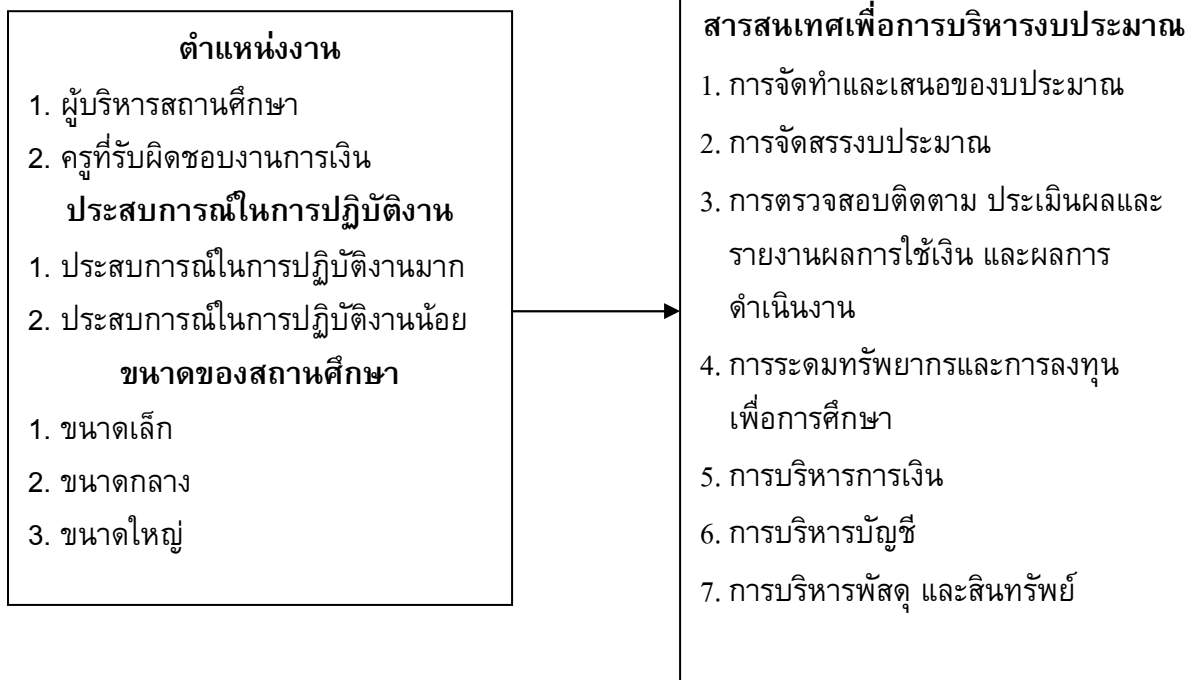 ตำแหน่งงาน
1. ผู้บริหารสถานศึกษา
2. ครูที่รับผิดชอบงานการเงิน
ประสบการณ์ในการปฏิบัติงาน
1. ประสบการณ์ในการปฏิบัติงานมาก
2. ประสบการณ์ในการปฏิบัติงานน้อย
ขนาดของสถานศึกษา
1. ขนาดเล็ก
2. ขนาดกลาง
3. ขนาดใหญ่
สารสนเทศเพื่อการบริหารงบประมาณ
1. การจัดทำและเสนอของบประมาณ
2. การจัดสรรงบประมาณ
3. การตรวจสอบติดตาม ประเมินผลและ
รายงานผลการใช้เงิน และผลการ
ดำเนินงาน
4. การระดมทรัพยากรและการลงทุน
เพื่อการศึกษา
5. การบริหารการเงิน
6. การบริหารบัญชี
7. การบริหารพัสดุ และสินทรัพย์